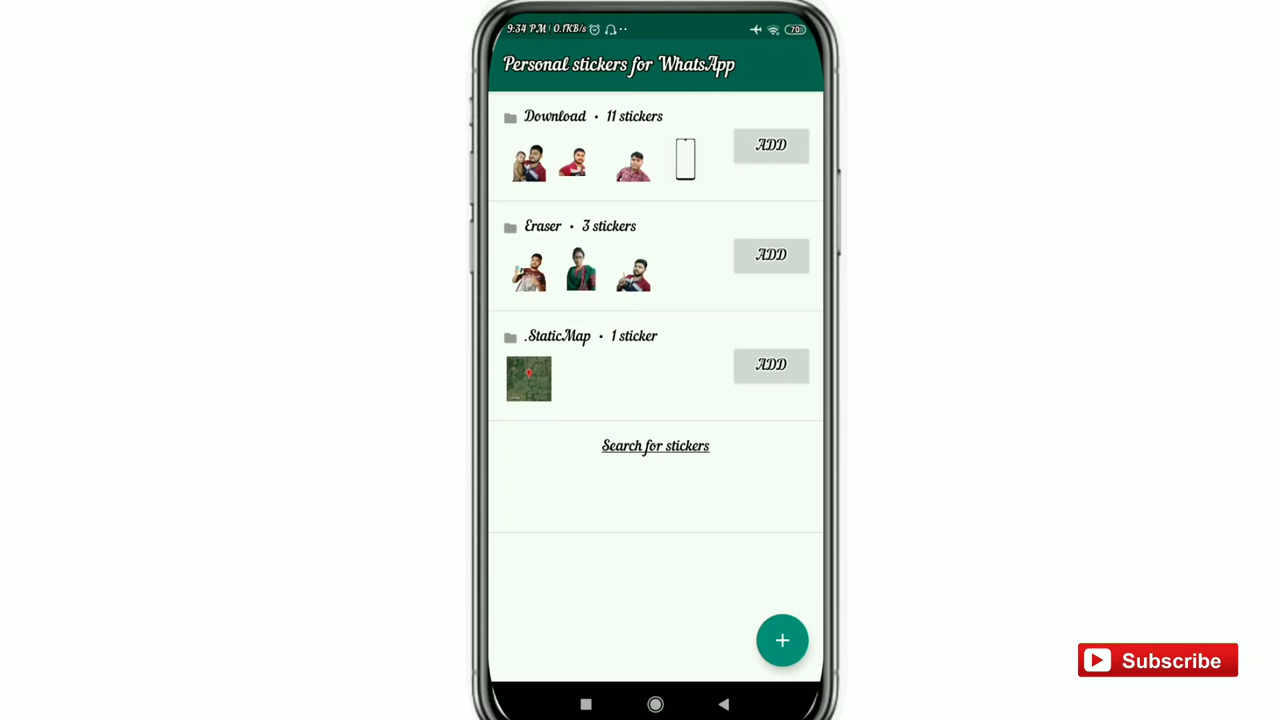 9:34 PM | 0.1KB/s
70
Personal stickers for WhatsApp
Download • 11 stickers
ADD
Eraser • 3 stickers
ADD
.StaticMap • 1 sticker
ADD
Search for stickers
+
Subscribe